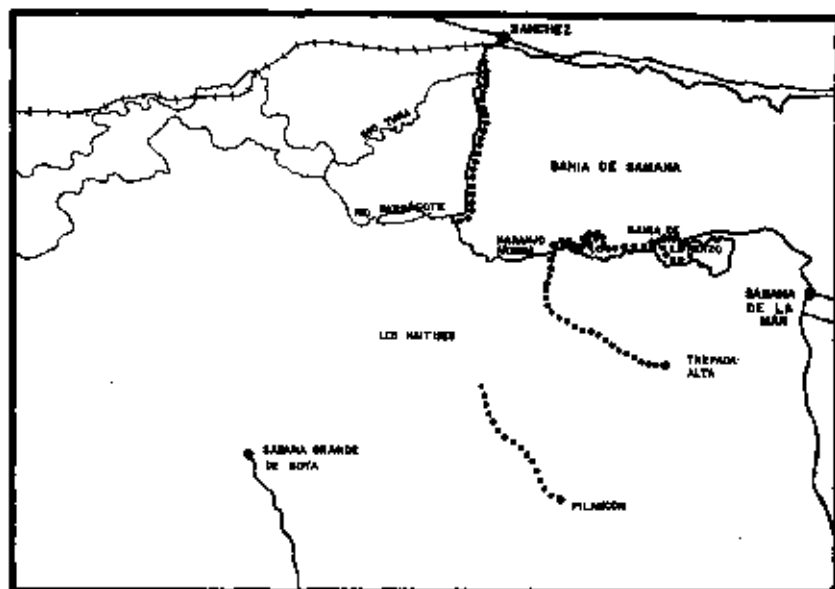 SANCHEZ
RIO YUNA
BAHIA DE SAMANA
RIO BARRACOTE
NARANJO
BAHIA DE
SABANA
DE LA
MAR
LOS HAITISES
TREPADA
ALTA
SABANA GRANDE
DE BOYA
PILANCON